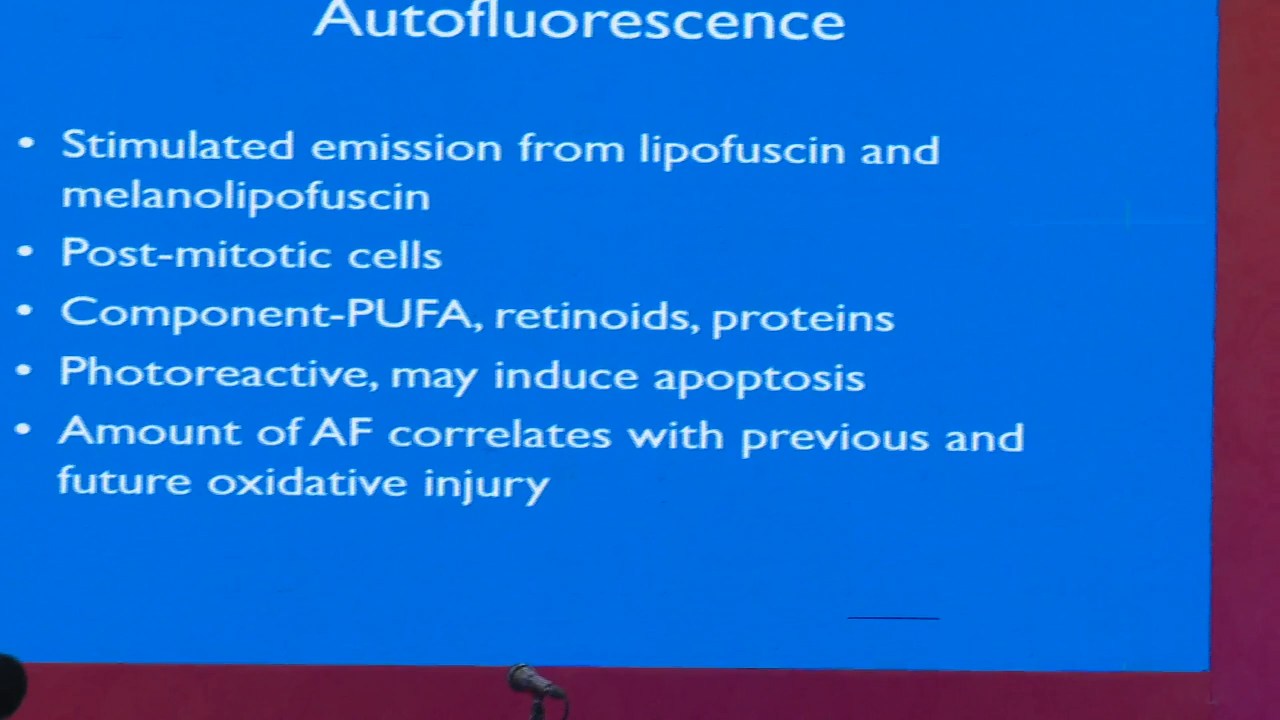 Autofluorescence
• Stimulated emission from lipofuscin and
melanolipofuscin
• Post-mitotic cells
• Component-PUFA, retinoids, proteins
• Photoreactive, may induce apoptosis
• Amount of AF correlates with previous and
future oxidative injury